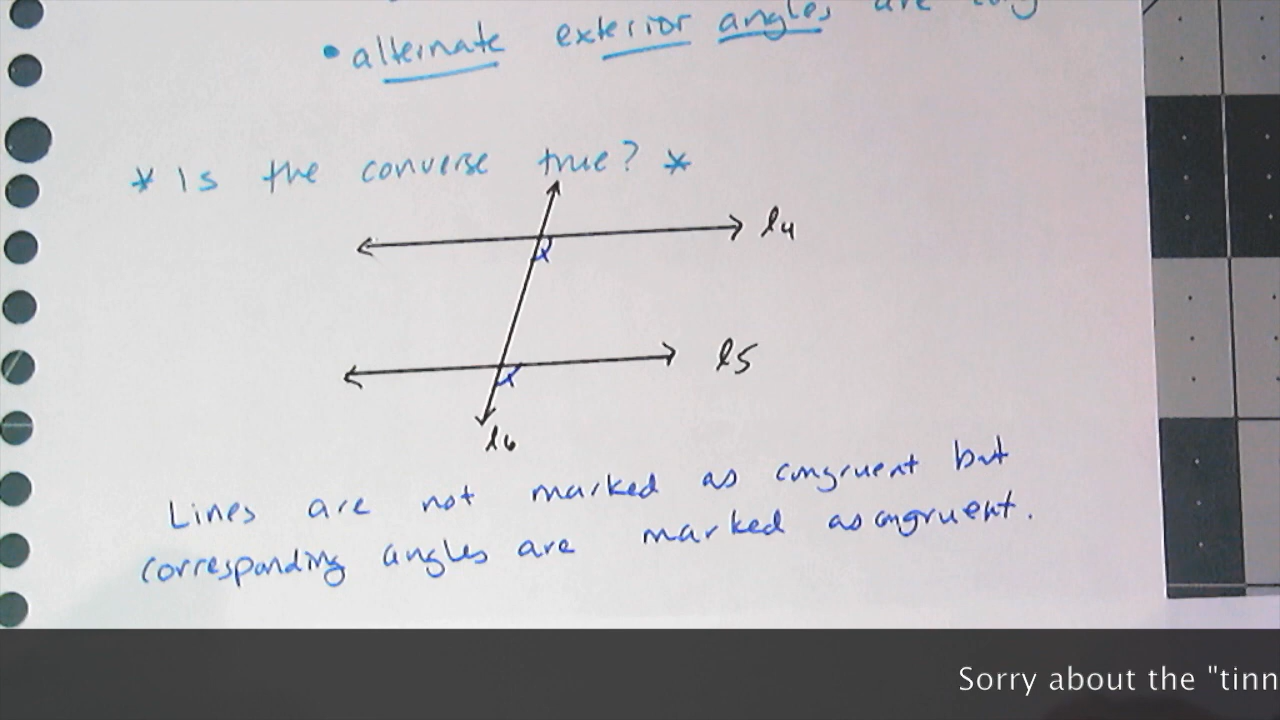 • alternate exterior angles are cong
* Is the converse true? *
l4
l5
l6
Lines are not marked as congruent but
corresponding angles are marked as congruent.
Sorry about the "tinn